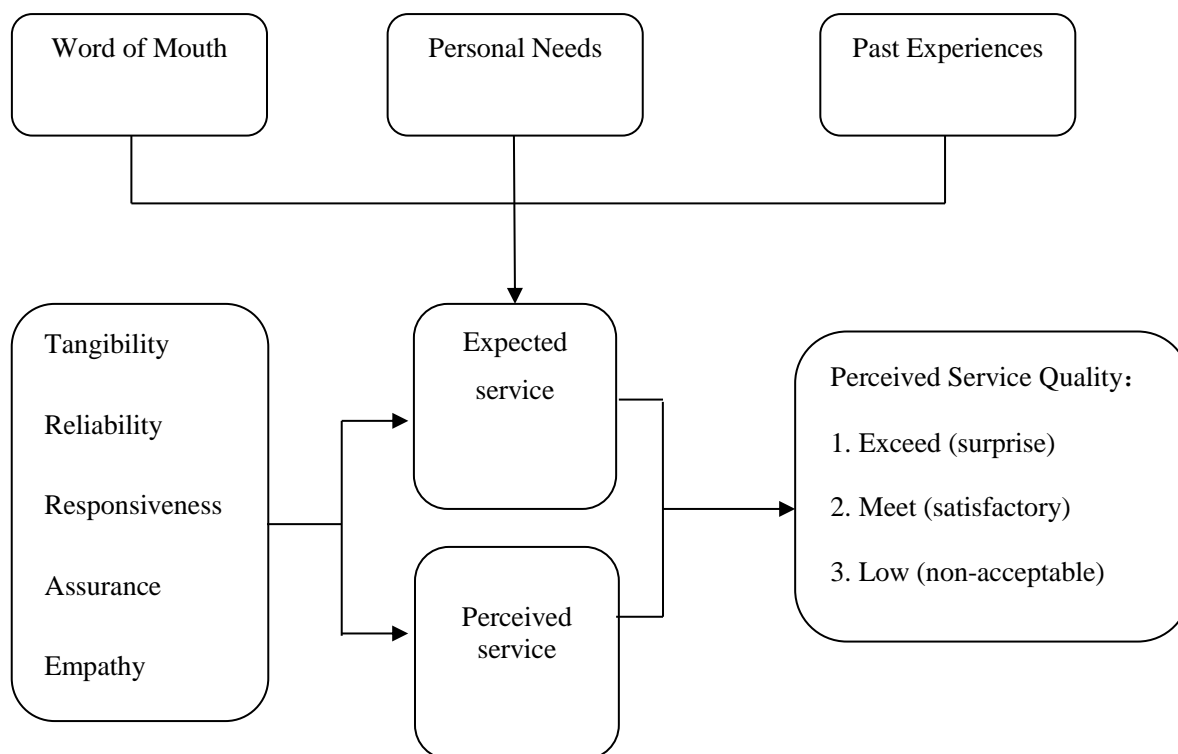 Word of Mouth
Personal Needs
Past Experiences
Tangibility
Reliability
Responsiveness
Assurance
Empathy
Expected
service
Perceived
service
Perceived Service Quality：
1. Exceed (surprise)
2. Meet (satisfactory)
3. Low (non-acceptable)